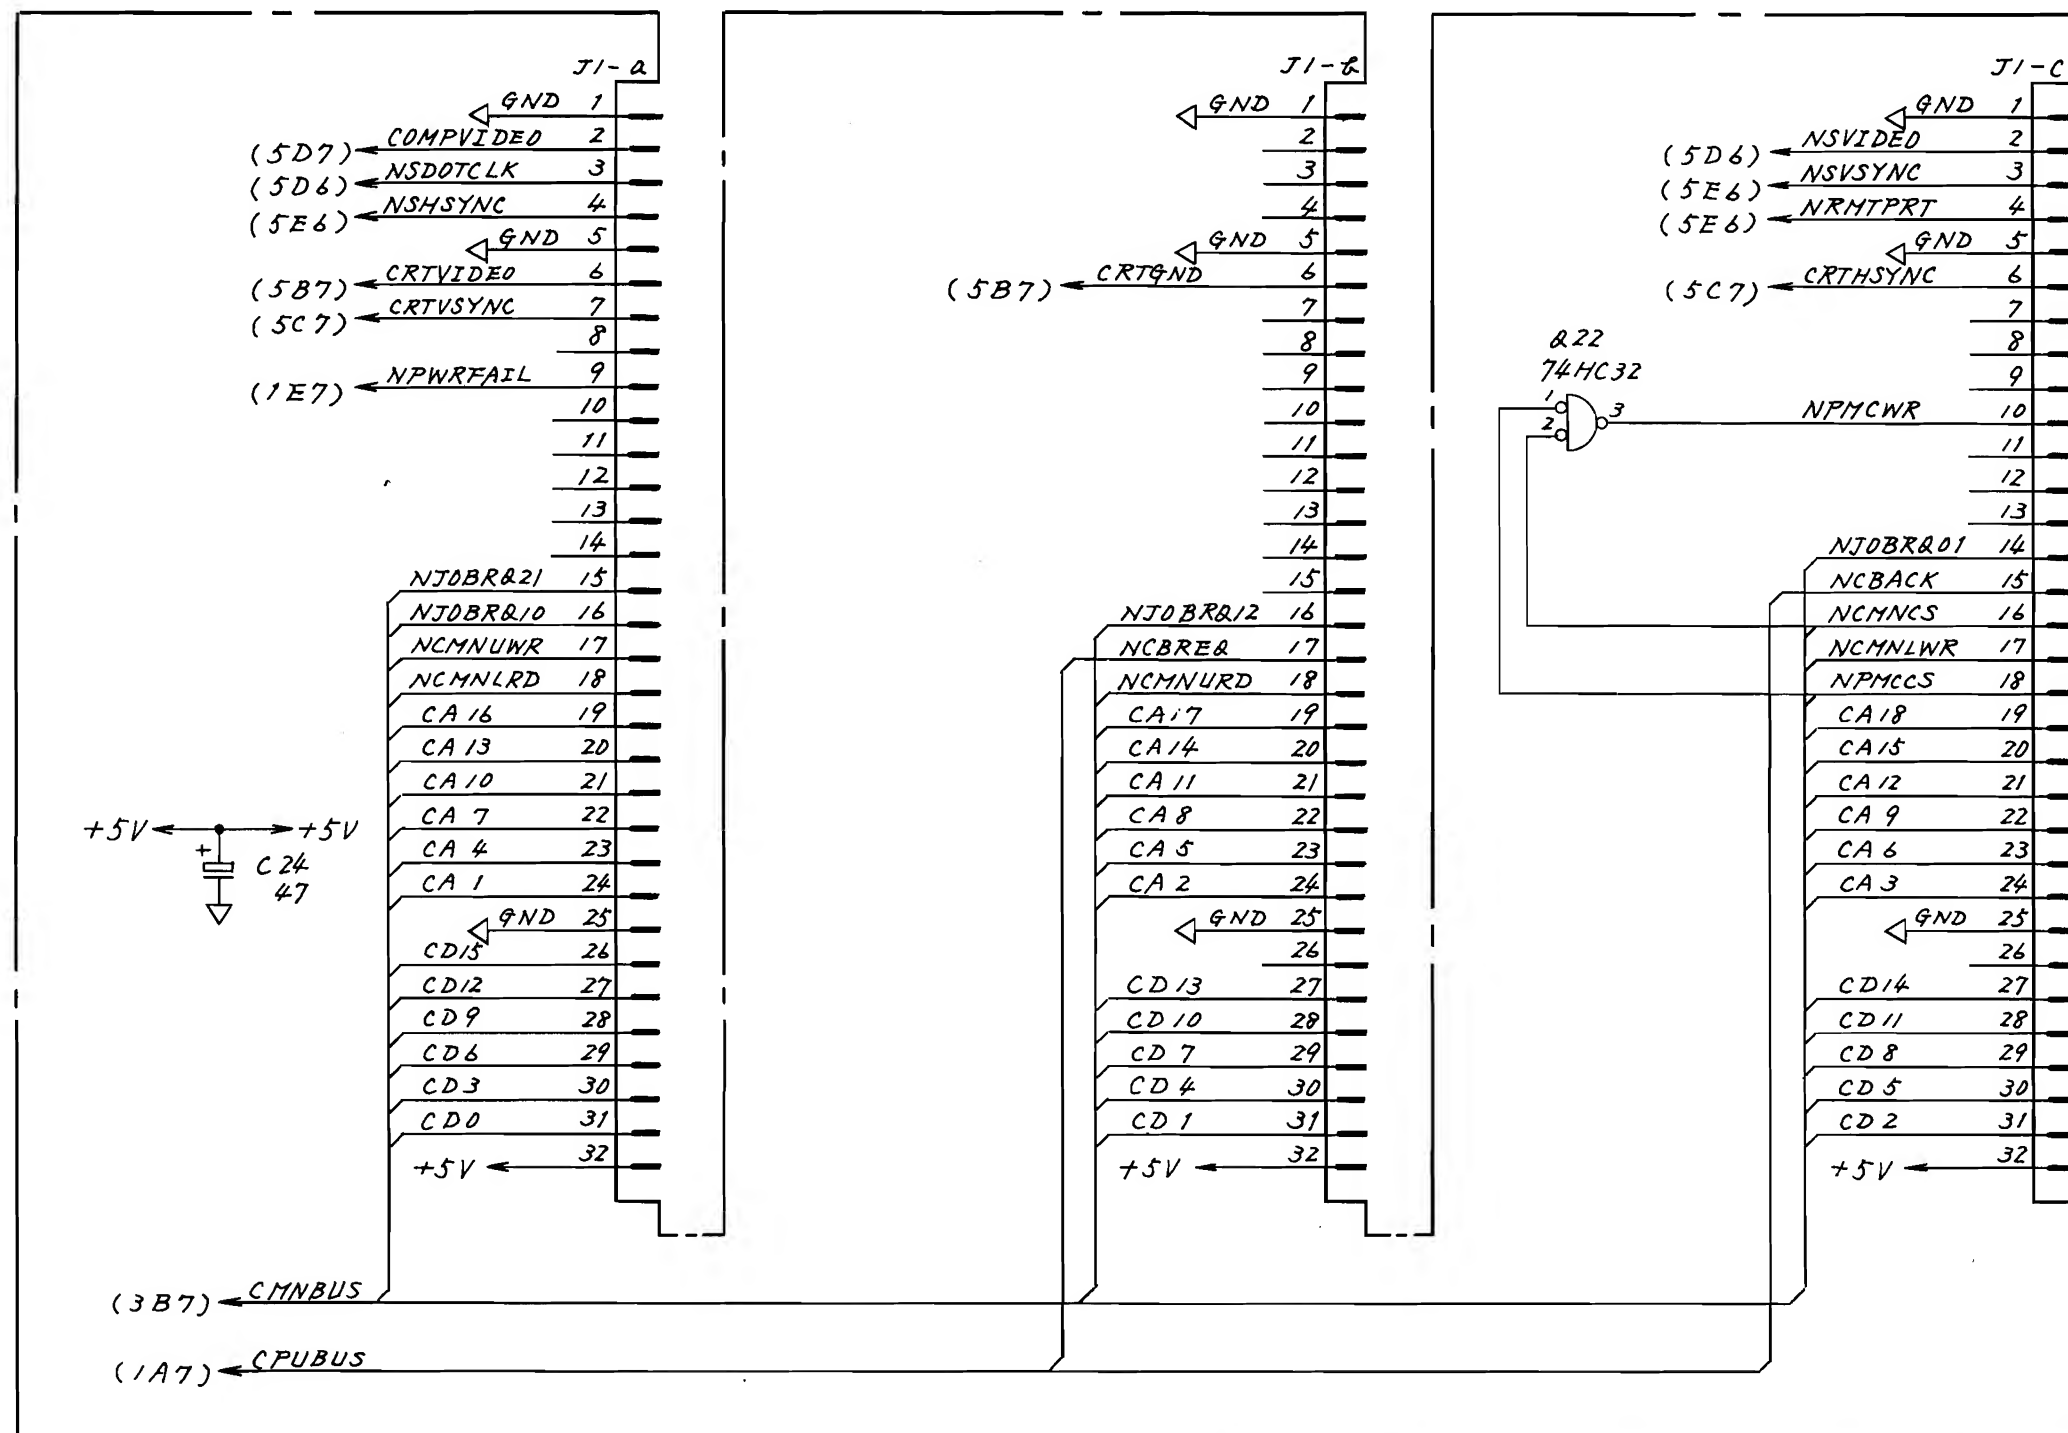 J1-a
GND 1
(5D7) COMPVIDEO 2
(5D6) NSDOTCLK 3
(5E6) NSHSYNC 4
GND 5
(5B7) CRTVIDEO 6
(5C7) CRTVSYNC 7
8
(1E7) NPWRFAIL 9
10
11
12
13
14
NJOBRQ21 15
NJOBRQ10 16
NCMNUWR 17
NCMNLRD 18
CA16 19
CA13 20
CA10 21
CA7 22
CA4 23
CA1 24
GND 25
CD15 26
CD12 27
CD9 28
CD6 29
CD3 30
CD0 31
+5V 32
+5V +5V
+
C24
47
J1-b
GND 1
2
3
4
GND 5
(5B7) CRTGND 6
7
8
9
10
11
12
13
14
15
NJOBRQ12 16
NCBREQ 17
NCMNURD 18
CA17 19
CA14 20
CA11 21
CA8 22
CA5 23
CA2 24
GND 25
26
CD13 27
CD10 28
CD7 29
CD4 30
CD1 31
+5V 32
J1-c
GND 1
(5D6) NSVIDEO 2
(5E6) NSVSYNC 3
(5E6) NRMTPRT 4
GND 5
(5C7) CRTHSYNC 6
7
8
9
Q22
74HC32
1
2
3
NPMCWR 10
11
12
13
NJOBRQ01 14
NCBACK 15
NCMNCS 16
NCMNLWR 17
NPMCCS 18
CA18 19
CA15 20
CA12 21
CA9 22
CA6 23
CA3 24
GND 25
26
CD14 27
CD11 28
CD8 29
CD5 30
CD2 31
+5V 32
(3B7) CMNBUS
(1A7) CPUBUS